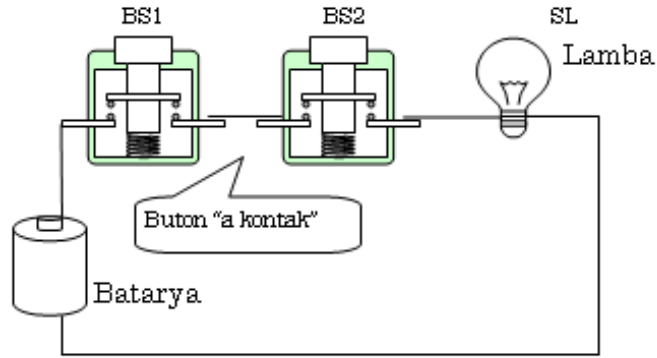 BS1
BS2
SL
Lamba
Buton “a kontak”
Batarya